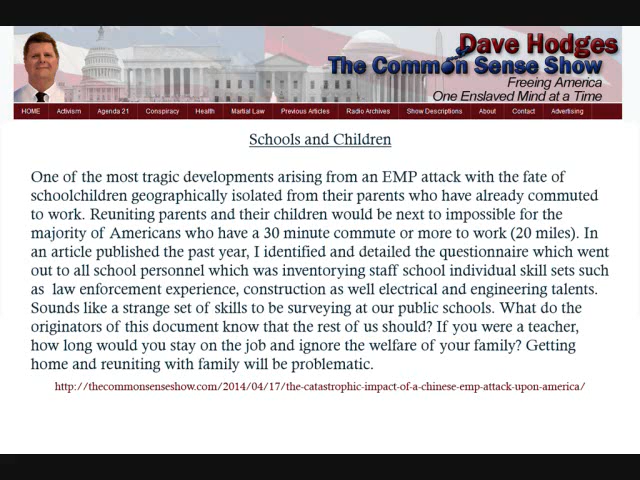 Dave Hodges
The Common Sense Show
Freeing America
One Enslaved Mind at a Time
HOME Activism Agenda 21 Conspiracy Health Martial Law Previous Articles Radio Archives Show Descriptions About Contact Advertising
Schools and Children
One of the most tragic developments arising from an EMP attack with the fate of
schoolchildren geographically isolated from their parents who have already commuted
to work. Reuniting parents and their children would be next to impossible for the
majority of Americans who have a 30 minute commute or more to work (20 miles). In
an article published the past year, I identified and detailed the questionnaire which went
out to all school personnel which was inventorying staff school individual skill sets such
as law enforcement experience, construction as well electrical and engineering talents.
Sounds like a strange set of skills to be surveying at our public schools. What do the
originators of this document know that the rest of us should? If you were a teacher,
how long would you stay on the job and ignore the welfare of your family? Getting
home and reuniting with family will be problematic.
http://thecommonsenseshow.com/2014/04/17/the-catastrophic-impact-of-a-chinese-emp-attack-upon-america/